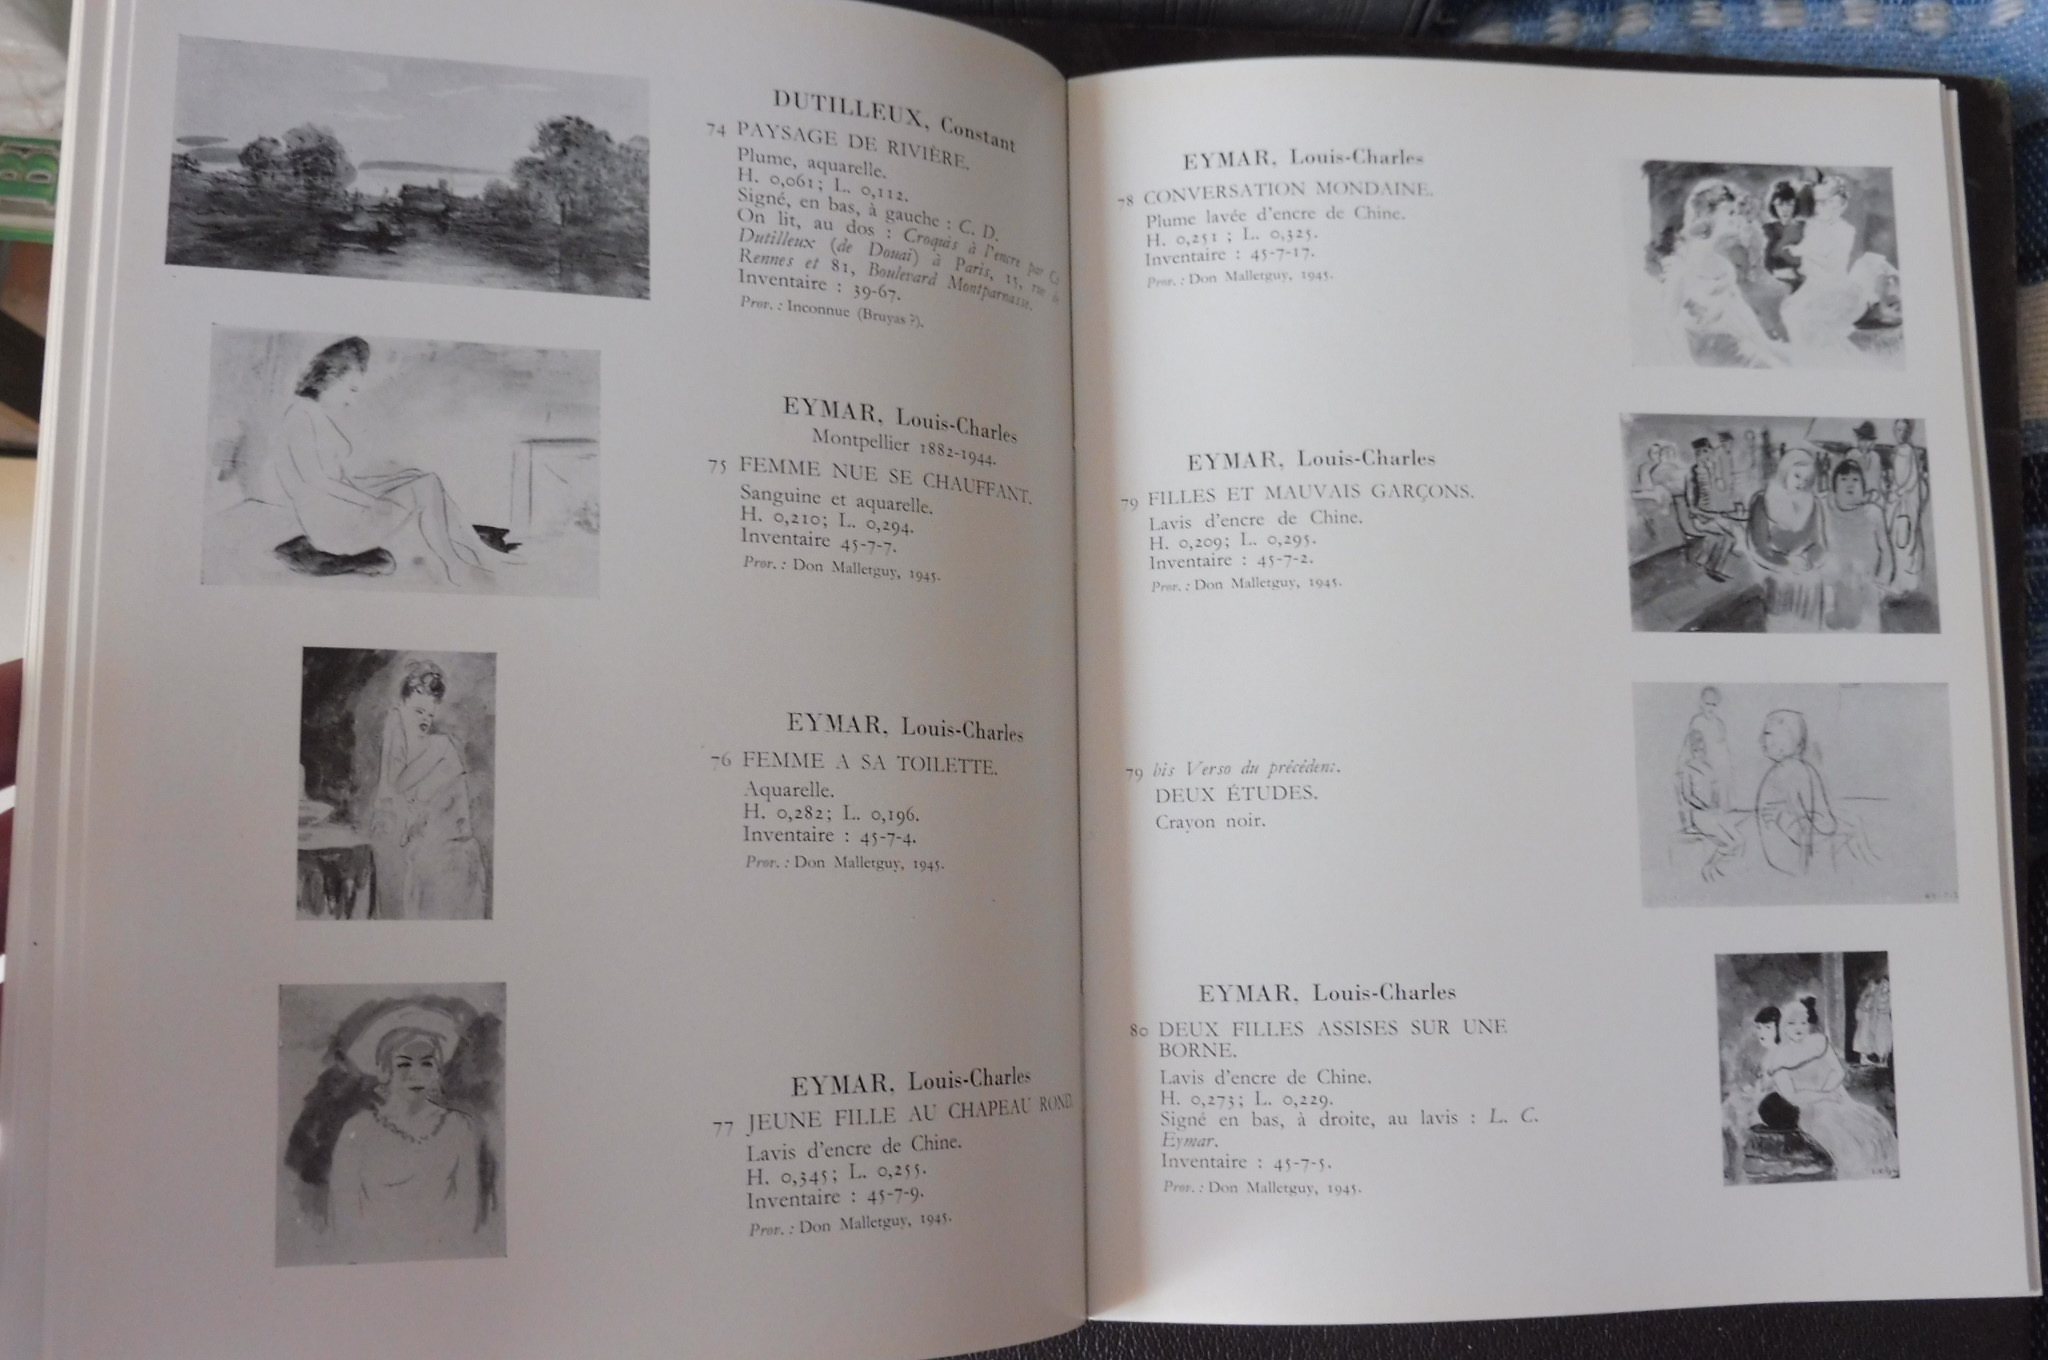 DUTILLEUX, Constant
74 PAYSAGE DE RIVIÈRE.
Plume, aquarelle.
H. 0,061; L. 0,112.
Signé, en bas, à gauche : C. D.
On lit, au dos : Croquis à l'encre par
Dutilleux (de Douai) à Paris, 15, rue de
Rennes et 81, Boulevard Montparnasse.
Inventaire : 39-67.
Prov. : Inconnue (Bruyas ?).
EYMAR, Louis-Charles
Montpellier 1882-1944.
75 FEMME NUE SE CHAUFFANT.
Sanguine et aquarelle.
H. 0,210; L. 0,294.
Inventaire 45-7-7.
Prov. : Don Malletguy, 1945.
EYMAR, Louis-Charles
76 FEMME A SA TOILETTE.
Aquarelle.
H. 0,282; L. 0,196.
Inventaire : 45-7-4.
Prov. : Don Malletguy, 1945.
EYMAR, Louis-Charles
77 JEUNE FILLE AU CHAPEAU ROND.
Lavis d'encre de Chine.
H. 0,345; L. 0,255.
Inventaire : 45-7-9.
Prov. : Don Malletguy, 1945.
EYMAR, Louis-Charles
78 CONVERSATION MONDAINE.
Plume lavée d'encre de Chine.
H. 0,251 ; L. 0,325.
Inventaire : 45-7-17.
Prov. : Don Malletguy, 1945.
EYMAR, Louis-Charles
79 FILLES ET MAUVAIS GARÇONS.
Lavis d'encre de Chine.
H. 0,209; L. 0,295.
Inventaire : 45-7-2.
Prov. : Don Malletguy, 1945.
79 bis Verso du précédent.
DEUX ÉTUDES.
Crayon noir.
EYMAR, Louis-Charles
80 DEUX FILLES ASSISES SUR UNE
BORNE.
Lavis d'encre de Chine.
H. 0,273; L. 0,229.
Signé en bas, à droite, au lavis : L. C.
Eymar.
Inventaire : 45-7-5.
Prov. : Don Malletguy, 1945.